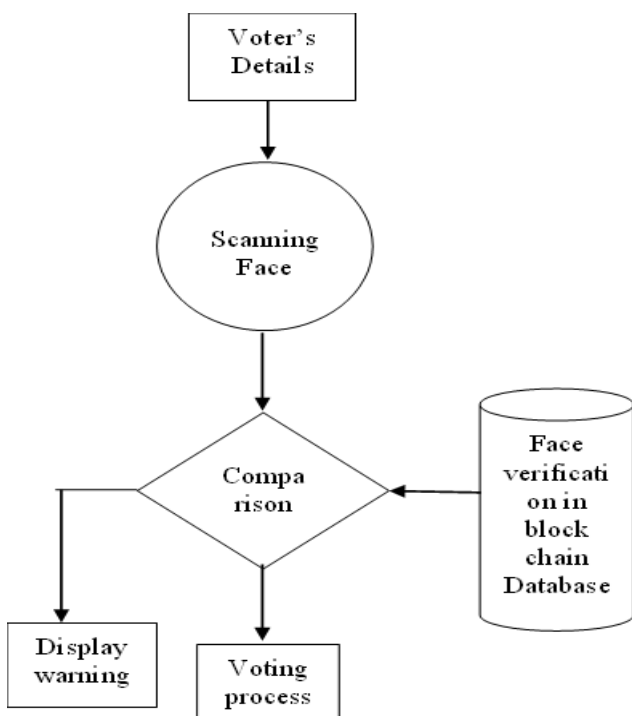 Voter's
Details
Scanning
Face
Compa
rison
Face
verificati
on in
block
chain
Database
Display
warning
Voting
process